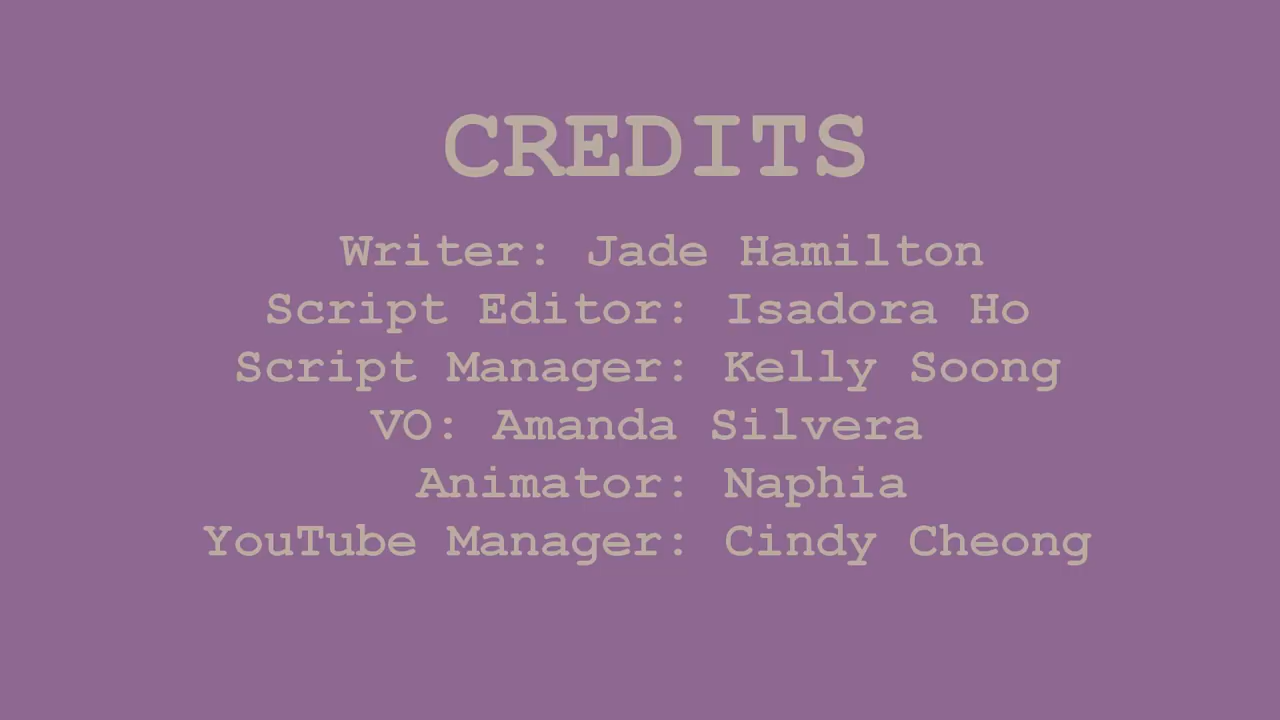 CREDITS
Writer: Jade Hamilton
Script Editor: Isadora Ho
Script Manager: Kelly Soong
VO: Amanda Silvera
Animator: Naphia
YouTube Manager: Cindy Cheong